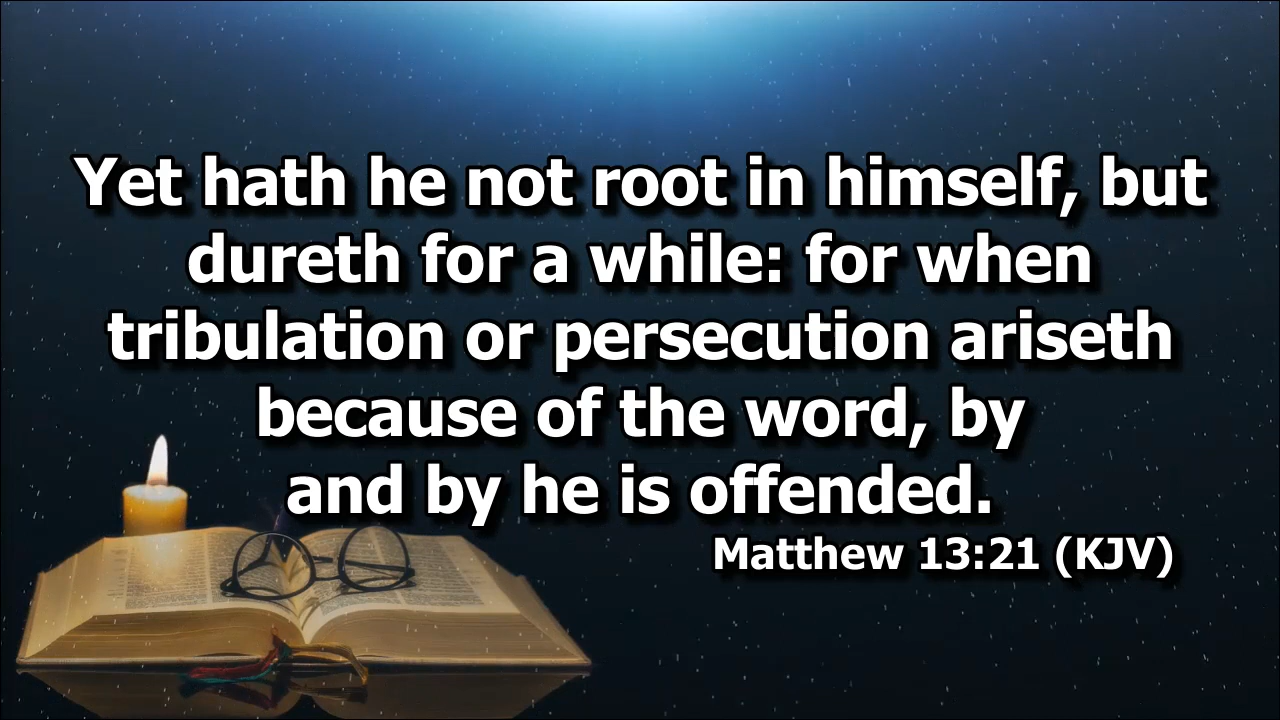 Yet hath he not root in himself, but
dureth for a while: for when
tribulation or persecution ariseth
because of the word, by
and by he is offended.
Matthew 13:21 (KJV)